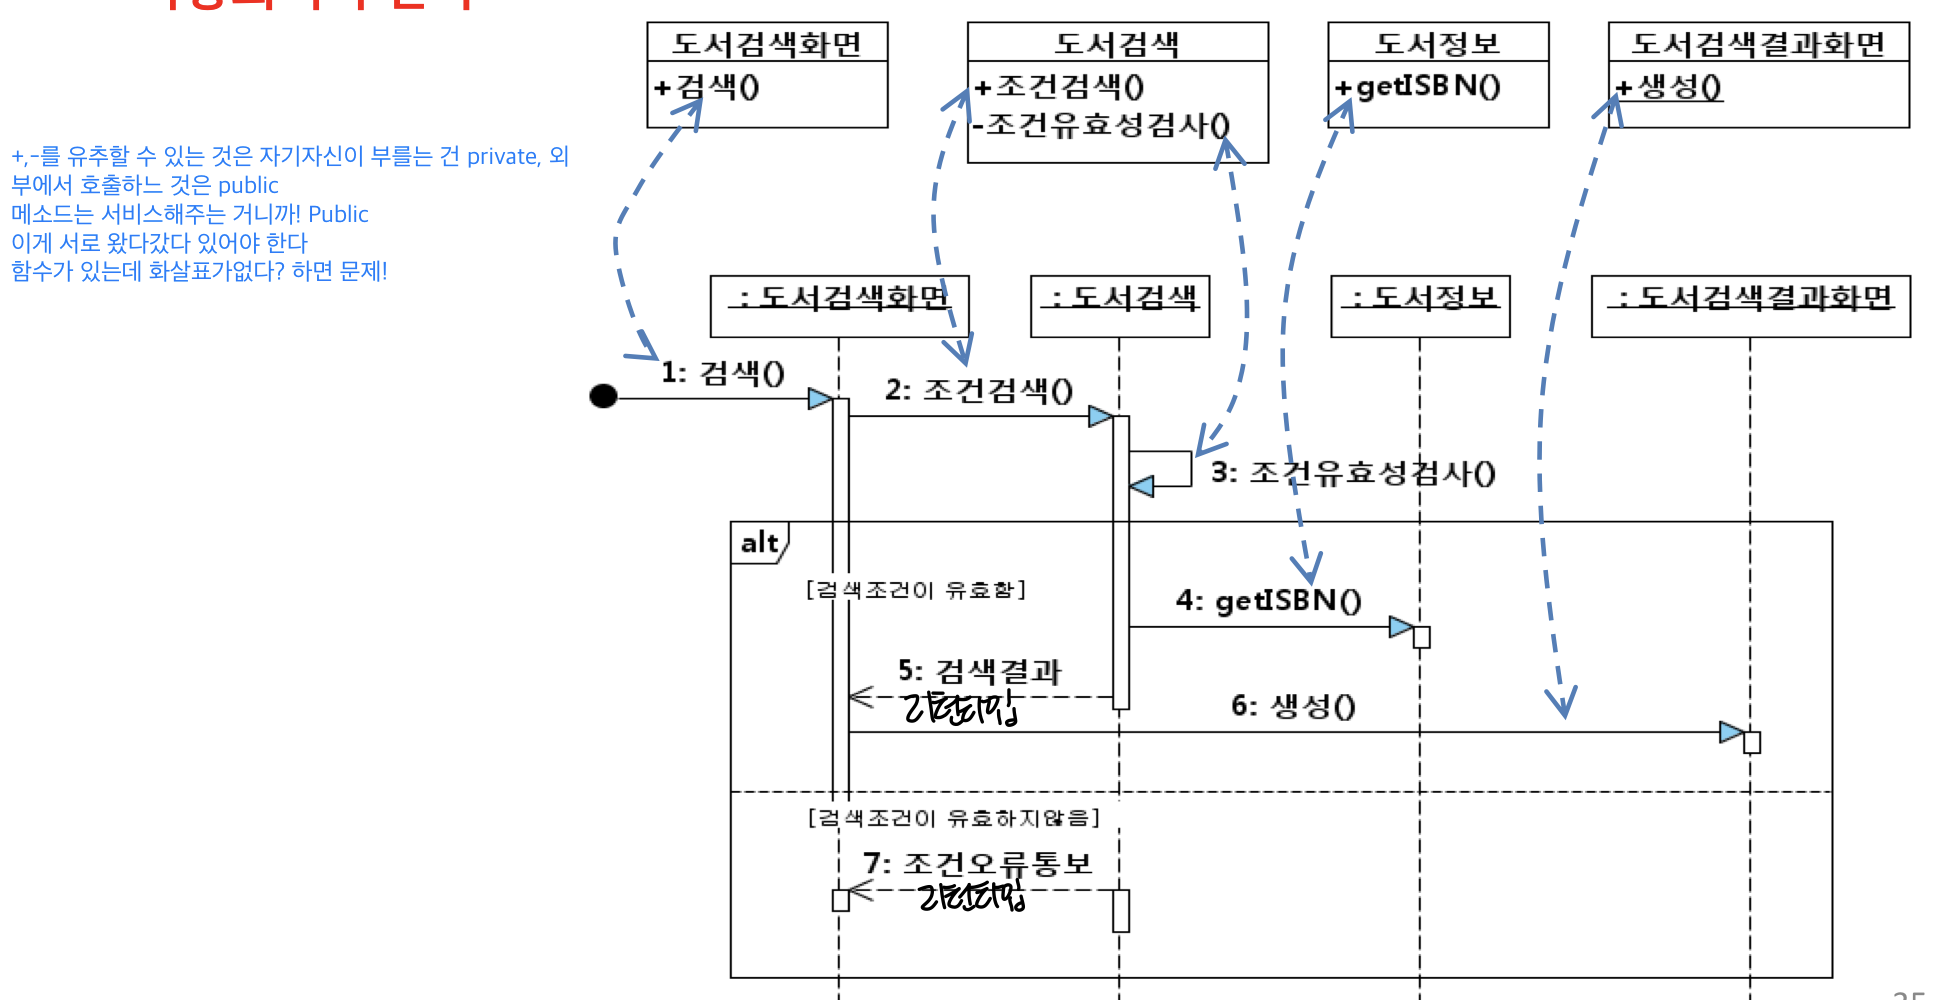 도서검색화면
+검색()
도서검색
+조건검색()
-조건유효성검사()
도서정보
+getISBN()
도서검색결과화면
+생성()
+,-를 유추할 수 있는 것은 자기자신이 부를는 건 private, 외
부에서 호출하느 것은 public
메소드는 서비스해주는 거니까! Public
이게 서로 왔다갔다 있어야 한다
함수가 있는데 화살표가없다? 하면 문제!
: 도서검색화면
: 도서검색
: 도서정보
: 도서검색결과화면
1: 검색()
2: 조건검색()
3: 조건유효성검사()
alt
[검색조건이 유효함]
4: getISBN()
5: 검색결과
리턴타입
6: 생성()
[검색조건이 유효하지않음]
7: 조건오류통보
리턴타입